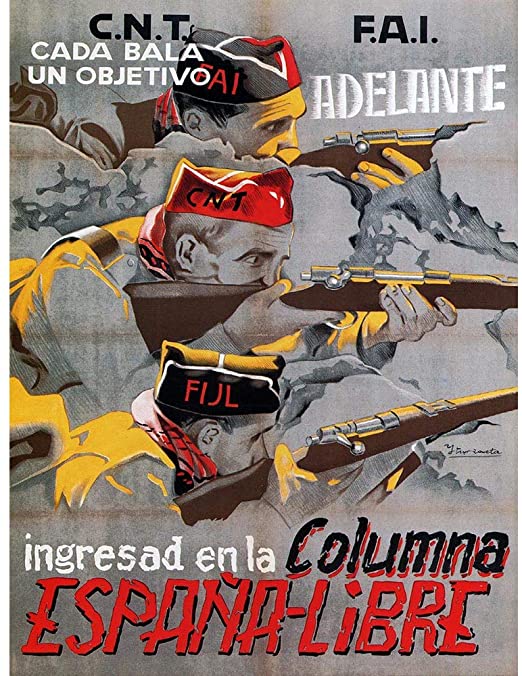 C.N.T. F.A.I.
CADA BALA
UN OBJETIVO
ADELANTE
FAI
CNT
FIJL
ingresad en la Columna
ESPAÑA-LiBRE